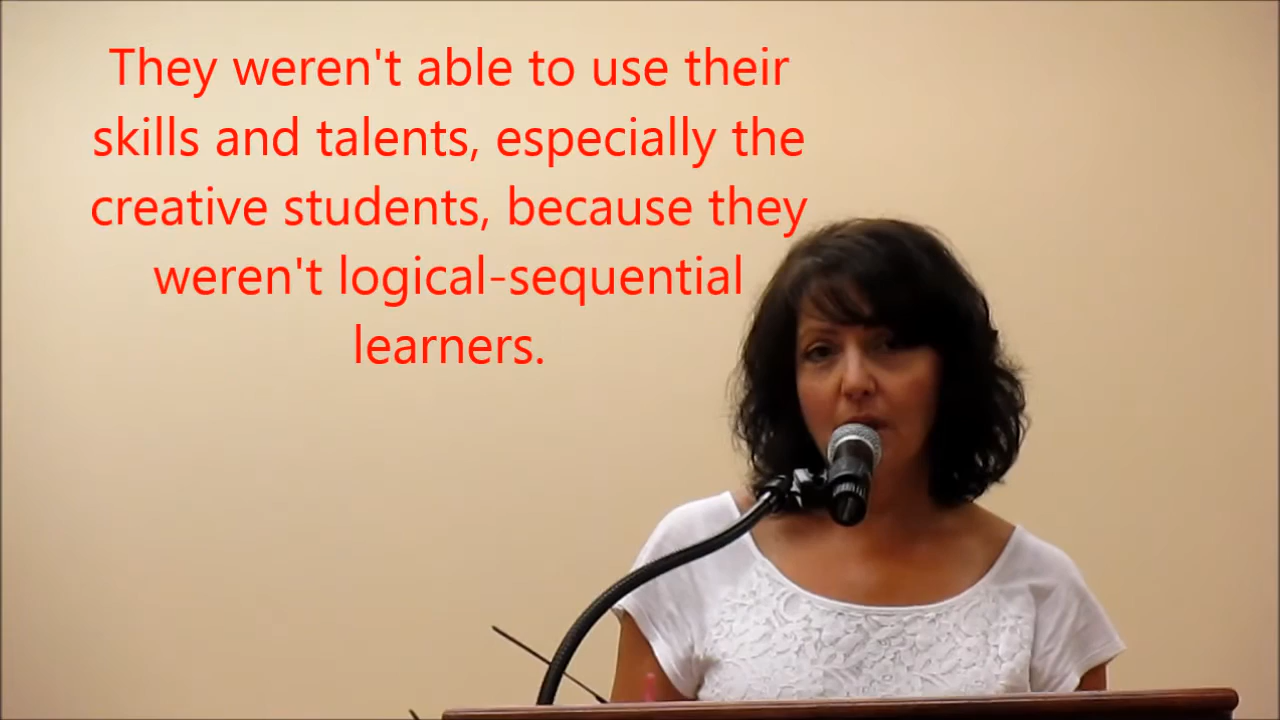 They weren't able to use their
skills and talents, especially the
creative students, because they
weren't logical-sequential
learners.